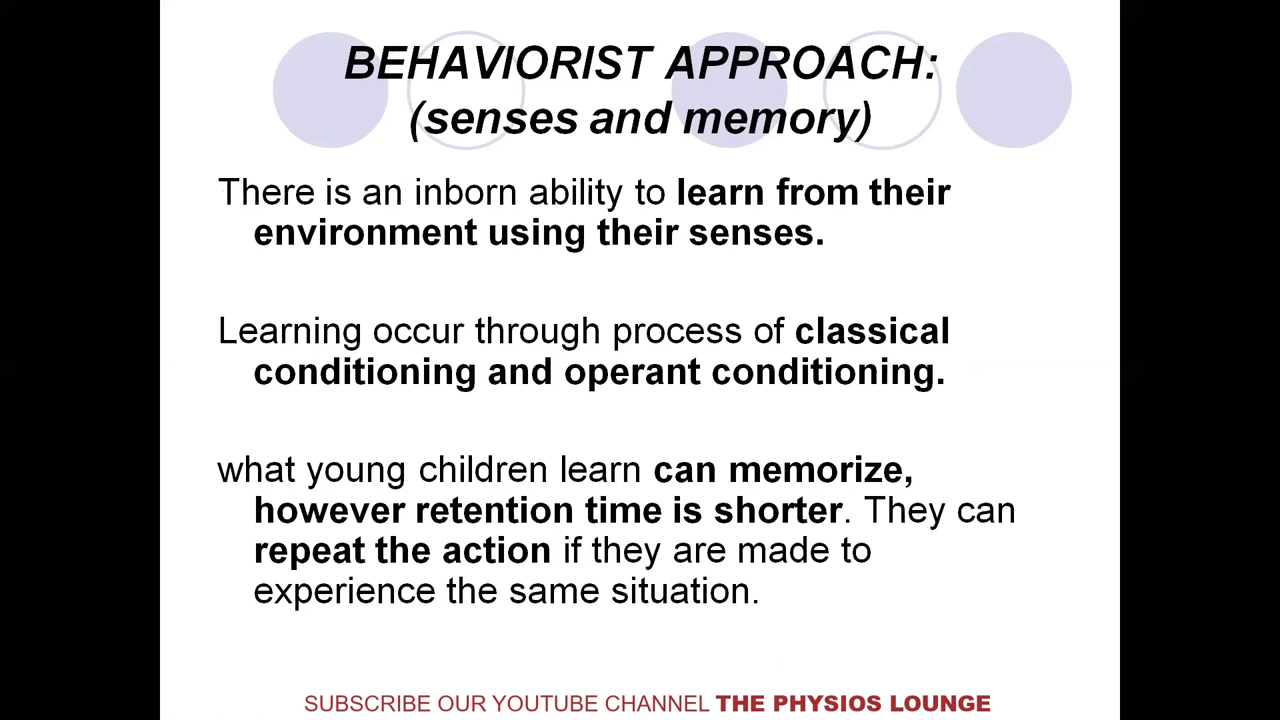 BEHAVIORIST APPROACH:
(senses and memory)
There is an inborn ability to learn from their
environment using their senses.
Learning occur through process of classical
conditioning and operant conditioning.
what young children learn can memorize,
however retention time is shorter. They can
repeat the action if they are made to
experience the same situation.
SUBSCRIBE OUR YOUTUBE CHANNEL THE PHYSIOS LOUNGE